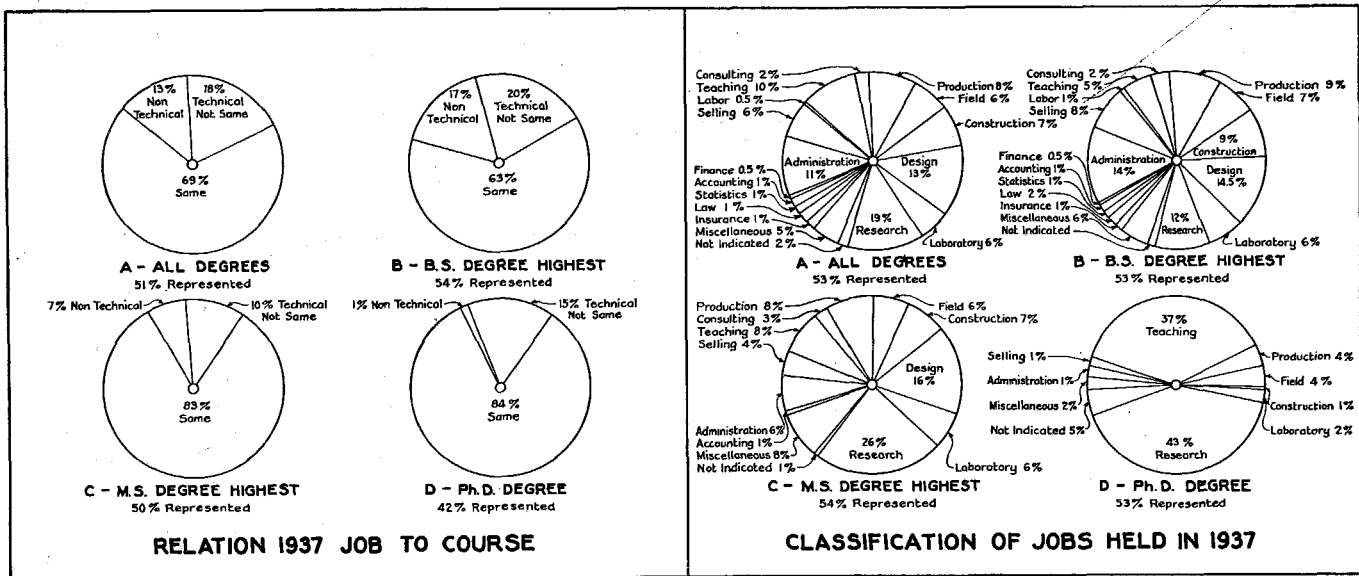 13%
Non
Technical
18%
Technical
Not Same
69%
Same
A - ALL DEGREES
51% Represented
17%
Non
Technical
20%
Technical
Not Same
63%
Same
B - B.S. DEGREE HIGHEST
54% Represented
7% Non Technical
10% Technical
Not Same
83%
Same
C - M.S. DEGREE HIGHEST
50% Represented
1% Non Technical
15% Technical
Not Same
84%
Same
D - Ph.D. DEGREE
42% Represented
RELATION 1937 JOB TO COURSE
Consulting 2%
Teaching 10%
Labor 0.5%
Selling 6%
Administration
11%
Finance 0.5%
Accounting 1%
Statistics 1%
Law 1%
Insurance 1%
Miscellaneous 5%
Not Indicated 2%
Production 8%
Field 6%
Construction 7%
Design
13%
19%
Research
Laboratory 6%
A - ALL DEGREES
53% Represented
Consulting 2%
Teaching 5%
Labor 1%
Selling 8%
Administration
14%
Finance 0.5%
Accounting 1%
Statistics 1%
Law 2%
Insurance 1%
Miscellaneous 6%
Not Indicated
Production 9%
Field 7%
9%
Construction
Design
14.5%
12%
Research
Laboratory 6%
B - B.S. DEGREE HIGHEST
53% Represented
Production 8%
Consulting 3%
Teaching 8%
Selling 4%
Administration 6%
Accounting 1%
Miscellaneous 8%
Not Indicated 1%
Field 6%
Construction 7%
Design
16%
26%
Research
Laboratory 6%
C - M.S. DEGREE HIGHEST
54% Represented
37%
Teaching
Selling 1%
Administration 1%
Miscellaneous 2%
Not Indicated 5%
Production 4%
Field 4%
Construction 1%
Laboratory 2%
43%
Research
D - Ph.D. DEGREE
53% Represented
CLASSIFICATION OF JOBS HELD IN 1937